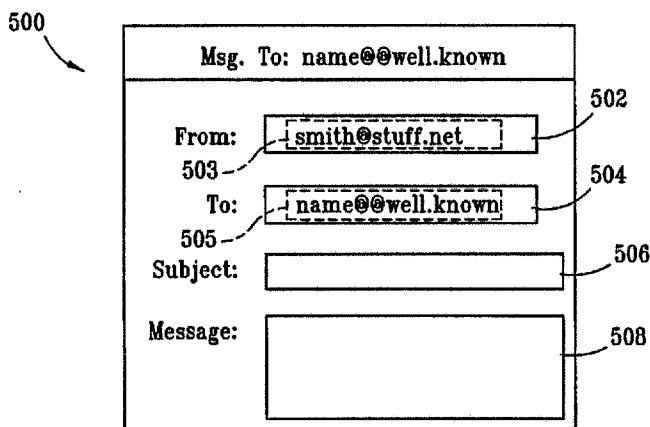 500
Msg. To: name@@well.known
502
From: smith@stuff.net
503
504
To: name@@well.known
505
506
Subject:
Message:
508